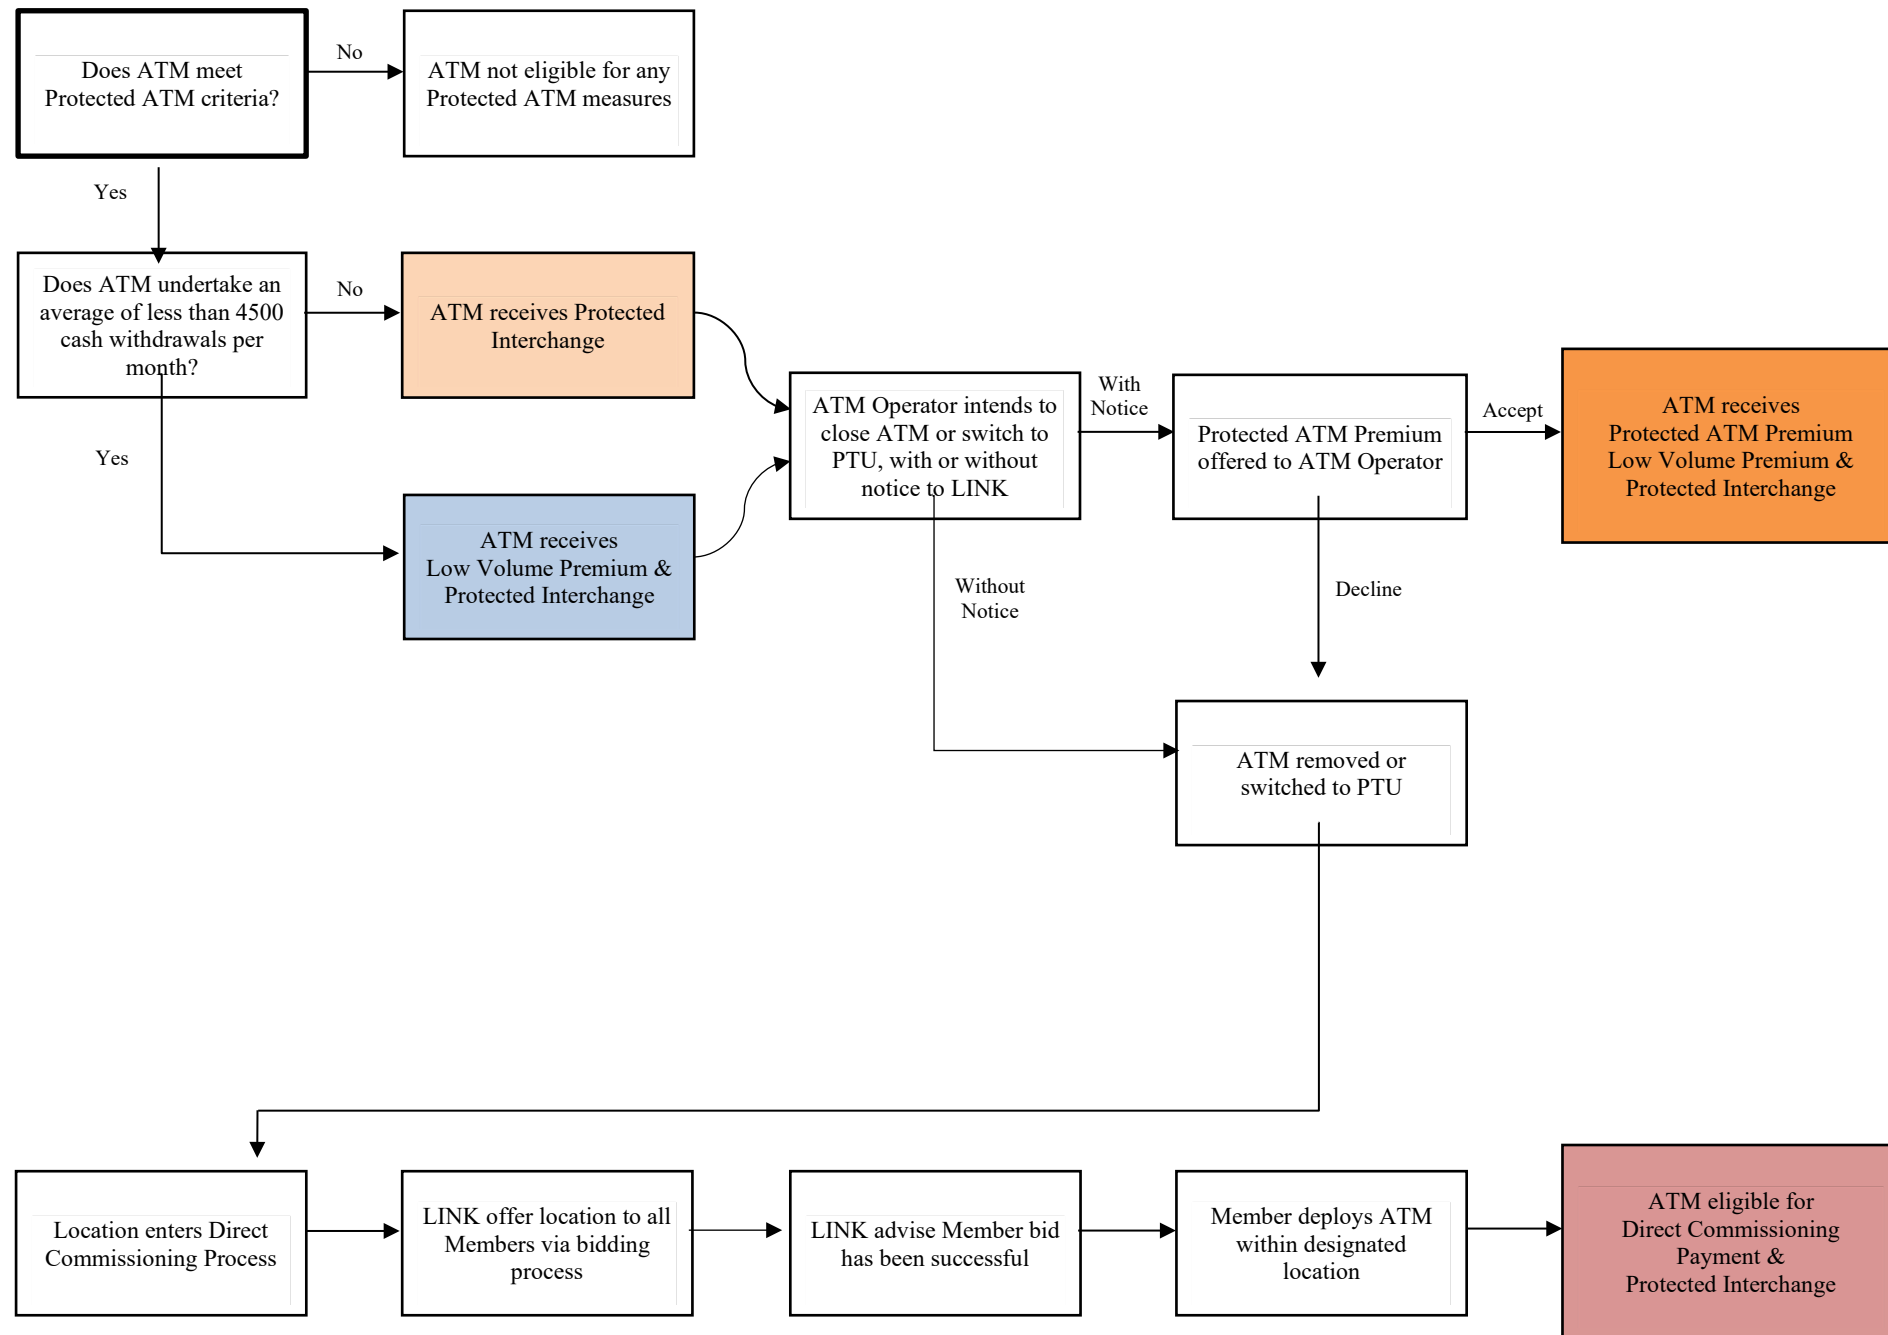 Does ATM meet
Protected ATM criteria?
No
ATM not eligible for any
Protected ATM measures
Yes
Does ATM undertake an
average of less than 4500
cash withdrawals per
month?
No
ATM receives Protected
Interchange
Yes
ATM receives
Low Volume Premium &
Protected Interchange
ATM Operator intends to
close ATM or switch to
PTU, with or without
notice to LINK
With
Notice
Protected ATM Premium
offered to ATM Operator
Accept
ATM receives
Protected ATM Premium
Low Volume Premium &
Protected Interchange
Without
Notice
Decline
ATM removed or
switched to PTU
Location enters Direct
Commissioning Process
LINK offer location to all
Members via bidding
process
LINK advise Member bid
has been successful
Member deploys ATM
within designated
location
ATM eligible for
Direct Commissioning
Payment &
Protected Interchange